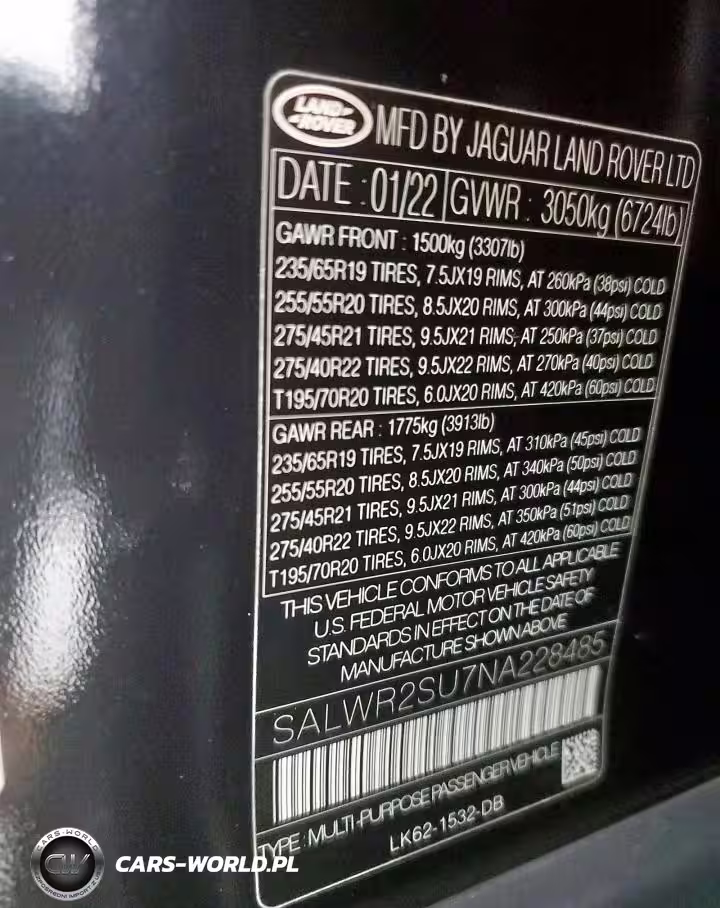 LAND
ROVER
MFD BY JAGUAR LAND ROVER LTD
DATE : 01/22 GVWR : 3050kg (6724lb)
GAWR FRONT : 1500kg (3307lb)
235/65R19 TIRES, 7.5JX19 RIMS, AT 260kPa (38psi) COLD
255/55R20 TIRES, 8.5JX20 RIMS, AT 300kPa (44psi) COLD
275/45R21 TIRES, 9.5JX21 RIMS, AT 250kPa (37psi) COLD
275/40R22 TIRES, 9.5JX22 RIMS, AT 270kPa (40psi) COLD
T195/70R20 TIRES, 6.0JX20 RIMS, AT 420kPa (60psi) COLD
GAWR REAR : 1775kg (3913lb)
235/65R19 TIRES, 7.5JX19 RIMS, AT 310kPa (45psi) COLD
255/55R20 TIRES, 8.5JX20 RIMS, AT 340kPa (50psi) COLD
275/45R21 TIRES, 9.5JX21 RIMS, AT 300kPa (44psi) COLD
275/40R22 TIRES, 9.5JX22 RIMS, AT 350kPa (51psi) COLD
T195/70R20 TIRES, 6.0JX20 RIMS, AT 420kPa (60psi) COLD
THIS VEHICLE CONFORMS TO ALL APPLICABLE
U.S. FEDERAL MOTOR VEHICLE SAFETY
STANDARDS IN EFFECT ON THE DATE OF
MANUFACTURE SHOWN ABOVE
SALWR2SU7NA228485
TYPE : MULTI-PURPOSE PASSENGER VEHICLE
LK62-1532-DB
CARS-WORLD
CW
CARS-WORLD.PL